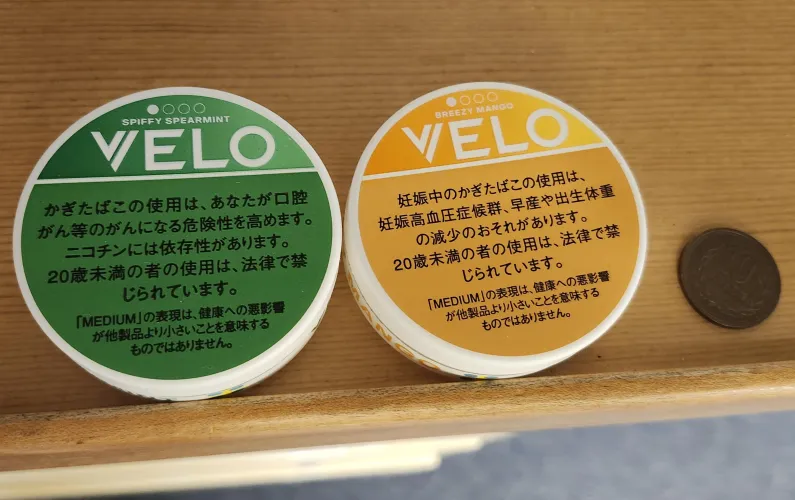 SPIFFY SPEARMINT
VELO
かぎたばこの使用は、あなたが口腔
がん等のがんになる危険性を高めます。
ニコチンには依存性があります。
20歳未満の者の使用は、法律で禁
じられています。
「MEDIUM」の表現は、健康への悪影響
が他製品より小さいことを意味する
ものではありません。
BREEZY MANGO
VELO
妊娠中のかぎたばこの使用は、
妊娠高血圧症候群、早産や出生体重
の減少のおそれがあります。
20歳未満の者の使用は、法律で禁
じられています。
「MEDIUM」の表現は、健康への悪影響
が他製品より小さいことを意味する
ものではありません。